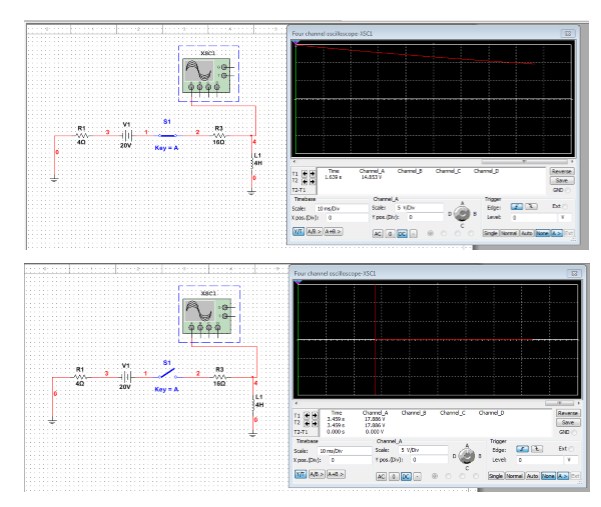 Four channel oscilloscope-XSC1
XSC1
V1
S1
R1
R3
3
1
2
4
4Ω
20V
Key = A
16Ω
L1
4H
0
0
Time Channel_A Channel_B Channel_C Channel_D
T1 1.639 s 14.853 V
T2
T2-T1
Reverse
Save
GND
Timebase Channel_A Trigger
Scale: 10 ms/Div Scale: 5 V/Div Edge: Ext
X pos.(Div): 0 Y pos.(Div): 0 Level: 0 V
A
D B
C
Y/T A/B > A+B > AC 0 DC - Single Normal Auto None A > Ext
Four channel oscilloscope-XSC1
XSC1
V1
S1
R1
R3
3
1
2
4
4Ω
20V
Key = A
16Ω
L1
4H
0
0
Time Channel_A Channel_B Channel_C Channel_D
T1 3.459 s 17.886 V
T2 3.459 s 17.886 V
T2-T1 0.000 s 0.000 V
Reverse
Save
GND
Timebase Channel_A Trigger
Scale: 10 ms/Div Scale: 5 V/Div Edge: Ext
X pos.(Div): 0 Y pos.(Div): 0 Level: 0 V
A
D B
C
Y/T A/B > A+B > AC 0 DC - Single Normal Auto None A > Ext